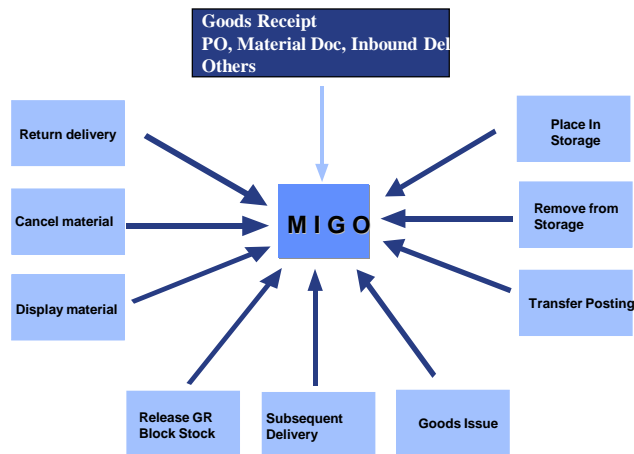 Goods Receipt
PO, Material Doc, Inbound Del
Others
Return delivery
Place In
Storage
Cancel material
M I G O
Remove from
Storage
Display material
Transfer Posting
Release GR
Block Stock
Subsequent
Delivery
Goods Issue